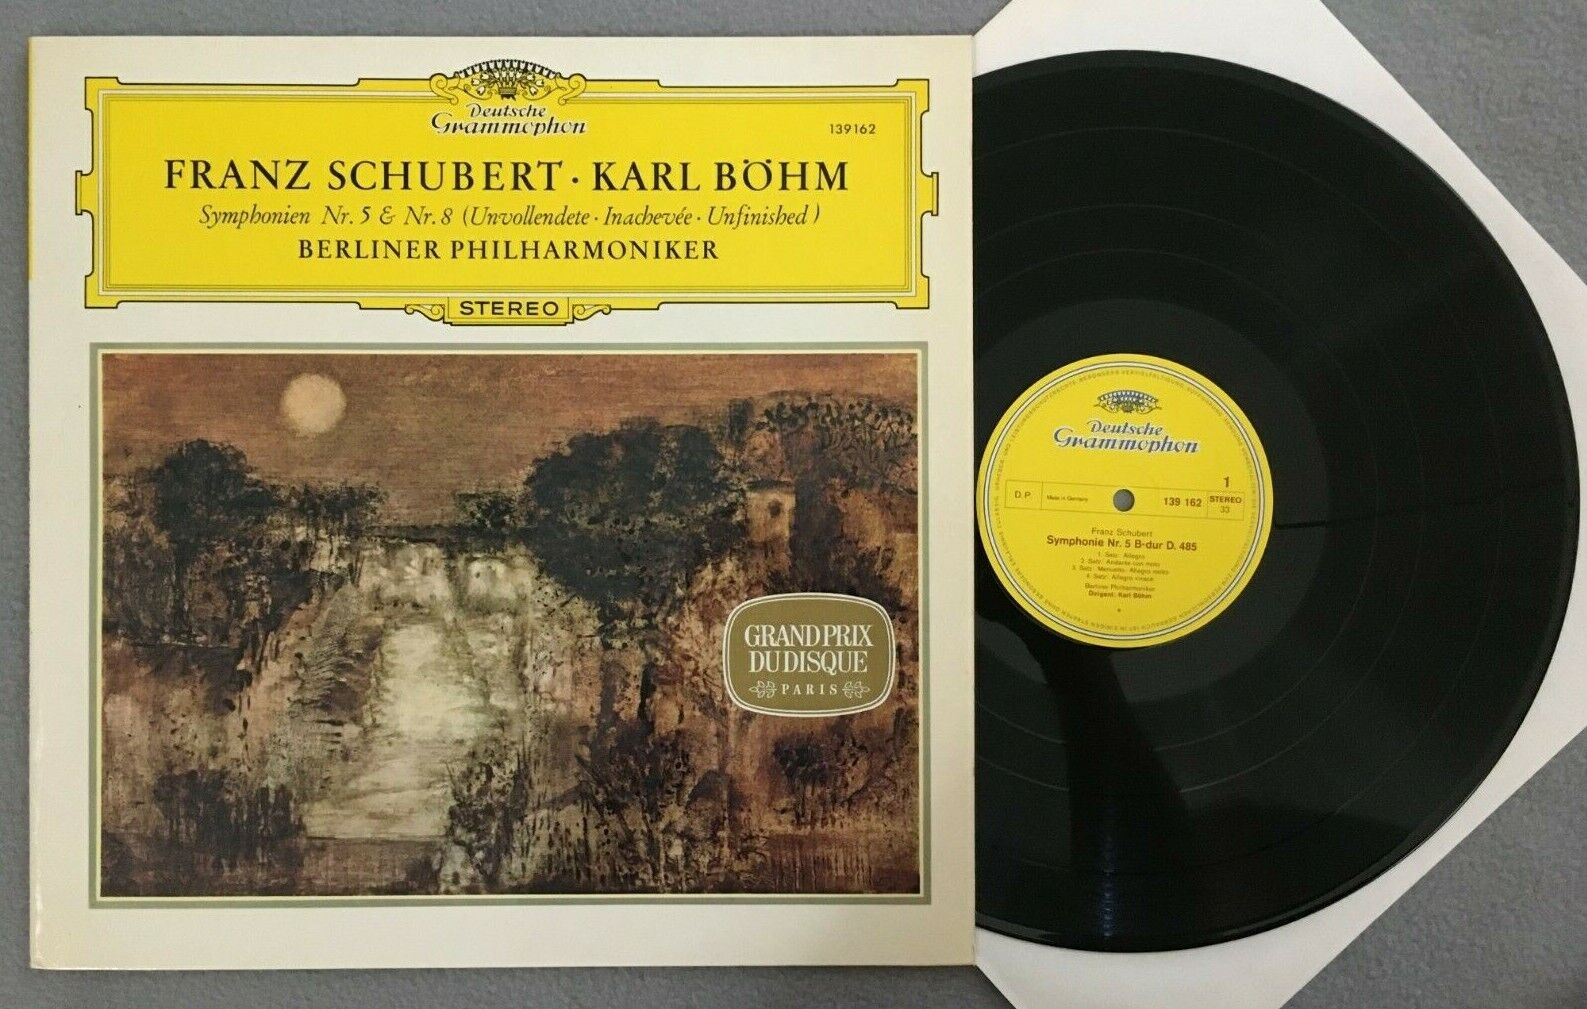 Deutsche
Grammophon
139162
FRANZ SCHUBERT · KARL BÖHM
Symphonien Nr. 5 & Nr. 8 (Unvollendete · Inachevée · Unfinished)
BERLINER PHILHARMONIKER
STEREO
GRAND PRIX
DU DISQUE
PARIS
Deutsche
Grammophon
1
D.P. Made in Germany 139 162 STEREO
33
Franz Schubert
Symphonie Nr. 5 B-dur D. 485
1. Satz: Allegro
2. Satz: Andante con moto
3. Satz: Menuetto. Allegro molto
4. Satz: Allegro vivace
Berliner Philharmoniker
Dirigent: Karl Böhm